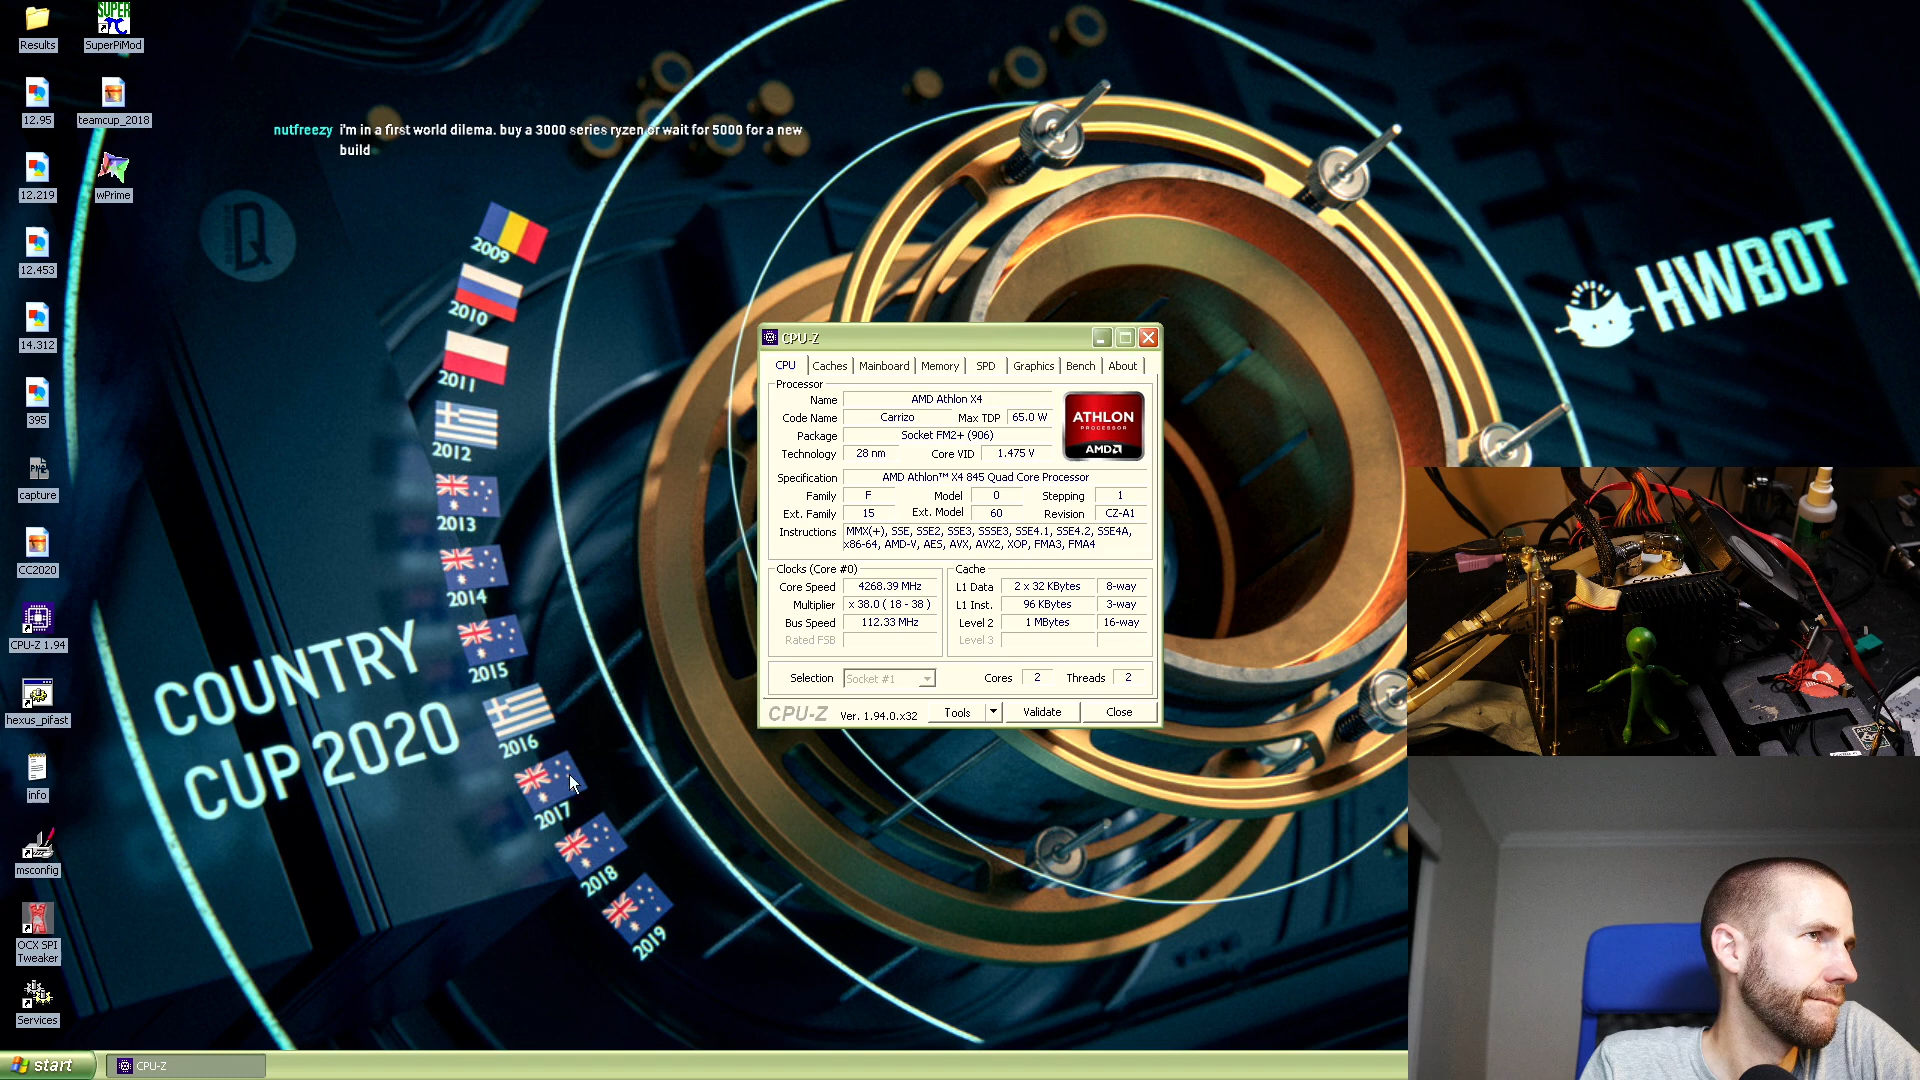 Results
SuperPiMod
12.95
teamcup_2018
12.219
wPrime
12.453
14.312
395
capture
CC2020
CPU-Z 1.94
hexus_pifast
info
msconfig
OCX SPI
Tweaker
Services
SUPER
nutfreezy i'm in a first world dilema. buy a 3000 series ryzen or wait for 5000 for a new
build
2009
2010
2011
2012
2013
2014
2015
2016
2017
2018
2019
COUNTRY
CUP 2020
HWBOT
CPU-Z
CPU Caches Mainboard Memory SPD Graphics Bench About
Processor
Name AMD Athlon X4
Code Name Carrizo Max TDP 65.0 W
Package Socket FM2+ (906)
Technology 28 nm Core VID 1.475 V
ATHLON
PROCESSOR
AMD
Specification AMD Athlon™ X4 845 Quad Core Processor
Family F Model 0 Stepping 1
Ext. Family 15 Ext. Model 60 Revision CZ-A1
Instructions MMX(+), SSE, SSE2, SSE3, SSSE3, SSE4.1, SSE4.2, SSE4A,
x86-64, AMD-V, AES, AVX, AVX2, XOP, FMA3, FMA4
Clocks (Core #0)
Core Speed 4268.39 MHz
Multiplier x 38.0 ( 18 - 38 )
Bus Speed 112.33 MHz
Rated FSB
Cache
L1 Data 2 x 32 KBytes 8-way
L1 Inst. 96 KBytes 3-way
Level 2 1 MBytes 16-way
Level 3
Selection Socket #1 Cores 2 Threads 2
CPU-Z Ver. 1.94.0.x32 Tools Validate Close
start CPU-Z